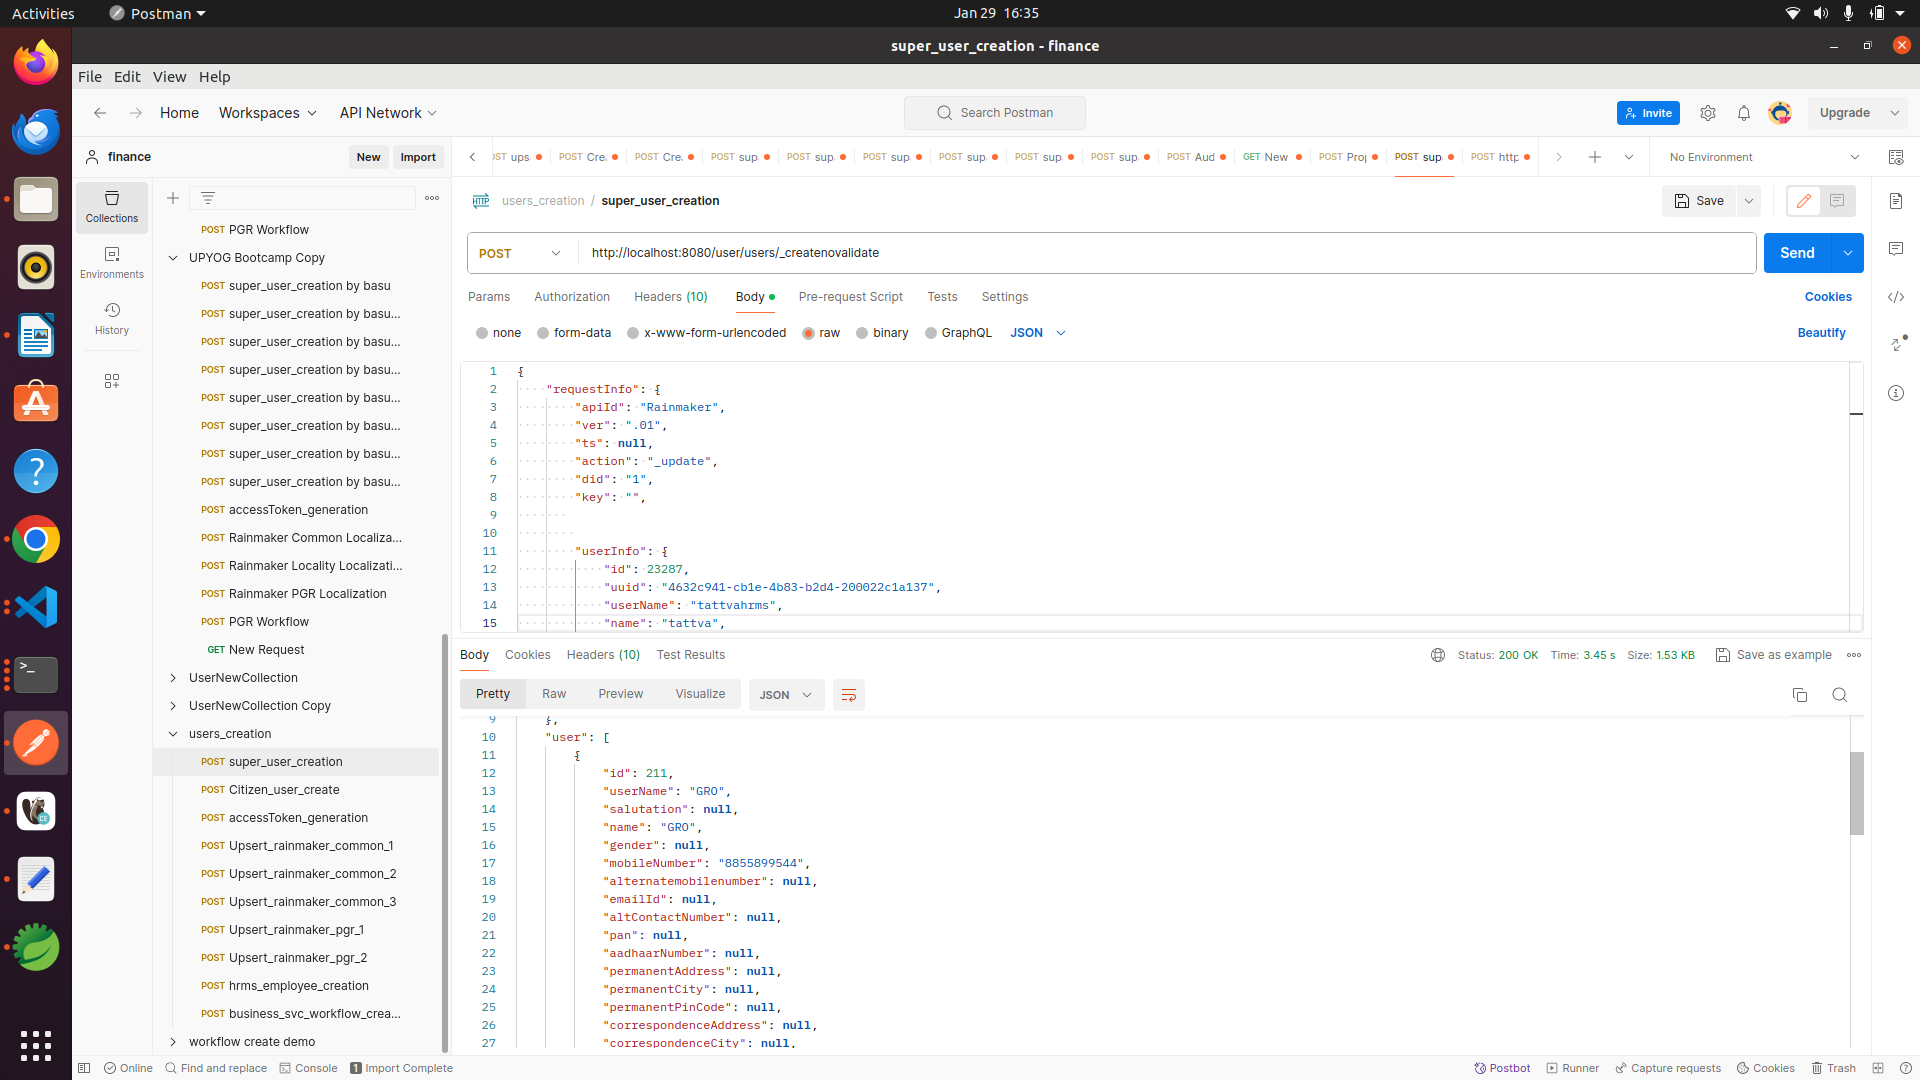 Activities
Postman
Jan 29 16:35
super_user_creation - finance
File Edit View Help
Home Workspaces API Network
Search Postman
Invite
Upgrade
finance
New Import
POST Cre
POST Cre
POST sup
POST sup
POST sup
POST sup
POST sup
POST sup
POST Aud
GET New
POST Pro
POST sup
POST http
No Environment
Collections
Environments
History
POST PGR Workflow
UPYOG Bootcamp Copy
POST super_user_creation by basu
POST super_user_creation by basu...
POST super_user_creation by basu...
POST super_user_creation by basu...
POST super_user_creation by basu...
POST super_user_creation by basu...
POST super_user_creation by basu...
POST super_user_creation by basu...
POST accessToken_generation
POST Rainmaker Common Localiza...
POST Rainmaker Locality Localizati...
POST Rainmaker PGR Localization
POST PGR Workflow
GET New Request
UserNewCollection
UserNewCollection Copy
users_creation
POST super_user_creation
POST Citizen_user_create
POST accessToken_generation
POST Upsert_rainmaker_common_1
POST Upsert_rainmaker_common_2
POST Upsert_rainmaker_common_3
POST Upsert_rainmaker_pgr_1
POST Upsert_rainmaker_pgr_2
POST hrms_employee_creation
POST business_svc_workflow_crea...
workflow create demo
HTTP users_creation / super_user_creation
Save
POST http://localhost:8080/user/users/_createnovalidate
Send
Params Authorization Headers (10) Body Pre-request Script Tests Settings
Cookies
none form-data x-www-form-urlencoded raw binary GraphQL JSON
Beautify
1 {
2 "requestInfo": {
3 "apiId": "Rainmaker",
4 "ver": ".01",
5 "ts": null,
6 "action": "_update",
7 "did": "1",
8 "key": "",
9
10
11 "userInfo": {
12 "id": 23287,
13 "uuid": "4632c941-cb1e-4b83-b2d4-200022c1a137",
14 "userName": "tattvahrms",
15 "name": "tattva",
Body Cookies Headers (10) Test Results
Status: 200 OK Time: 3.45 s Size: 1.53 KB
Save as example
Pretty Raw Preview Visualize JSON
9 },
10 "user": [
11 {
12 "id": 211,
13 "userName": "GRO",
14 "salutation": null,
15 "name": "GRO",
16 "gender": null,
17 "mobileNumber": "8855899544",
18 "alternatemobilenumber": null,
19 "emailId": null,
20 "altContactNumber": null,
21 "pan": null,
22 "aadhaarNumber": null,
23 "permanentAddress": null,
24 "permanentCity": null,
25 "permanentPinCode": null,
26 "correspondenceAddress": null,
27 "correspondenceCity": null,
Online Find and replace Console 1 Import Complete
Postbot Runner Capture requests Cookies Trash